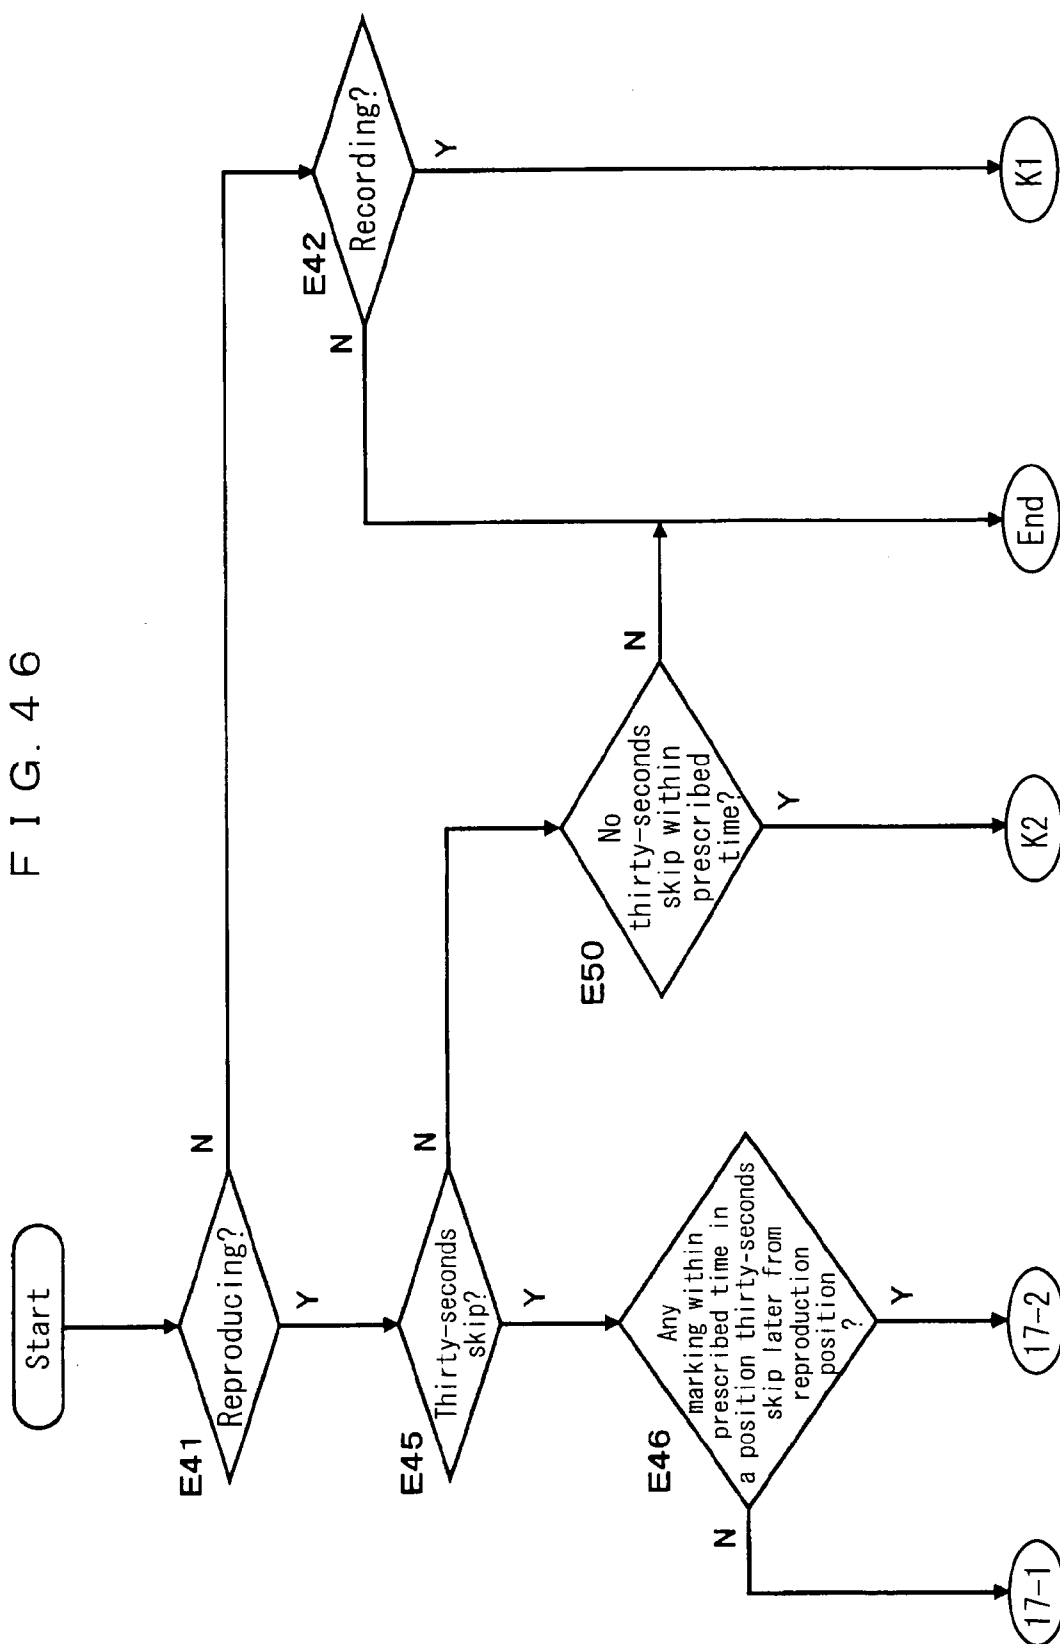 FIG. 46
Start
E41
Reproducing?
N
Y
E42
Recording?
N
Y
E45
Thirty-seconds
skip?
N
Y
E50
No
thirty-seconds
skip within
prescribed
time?
N
Y
E46
Any
marking within
prescribed time in
a position thirty-seconds
skip later from
reproduction
position
?
N
Y
17-1
17-2
K2
End
K1